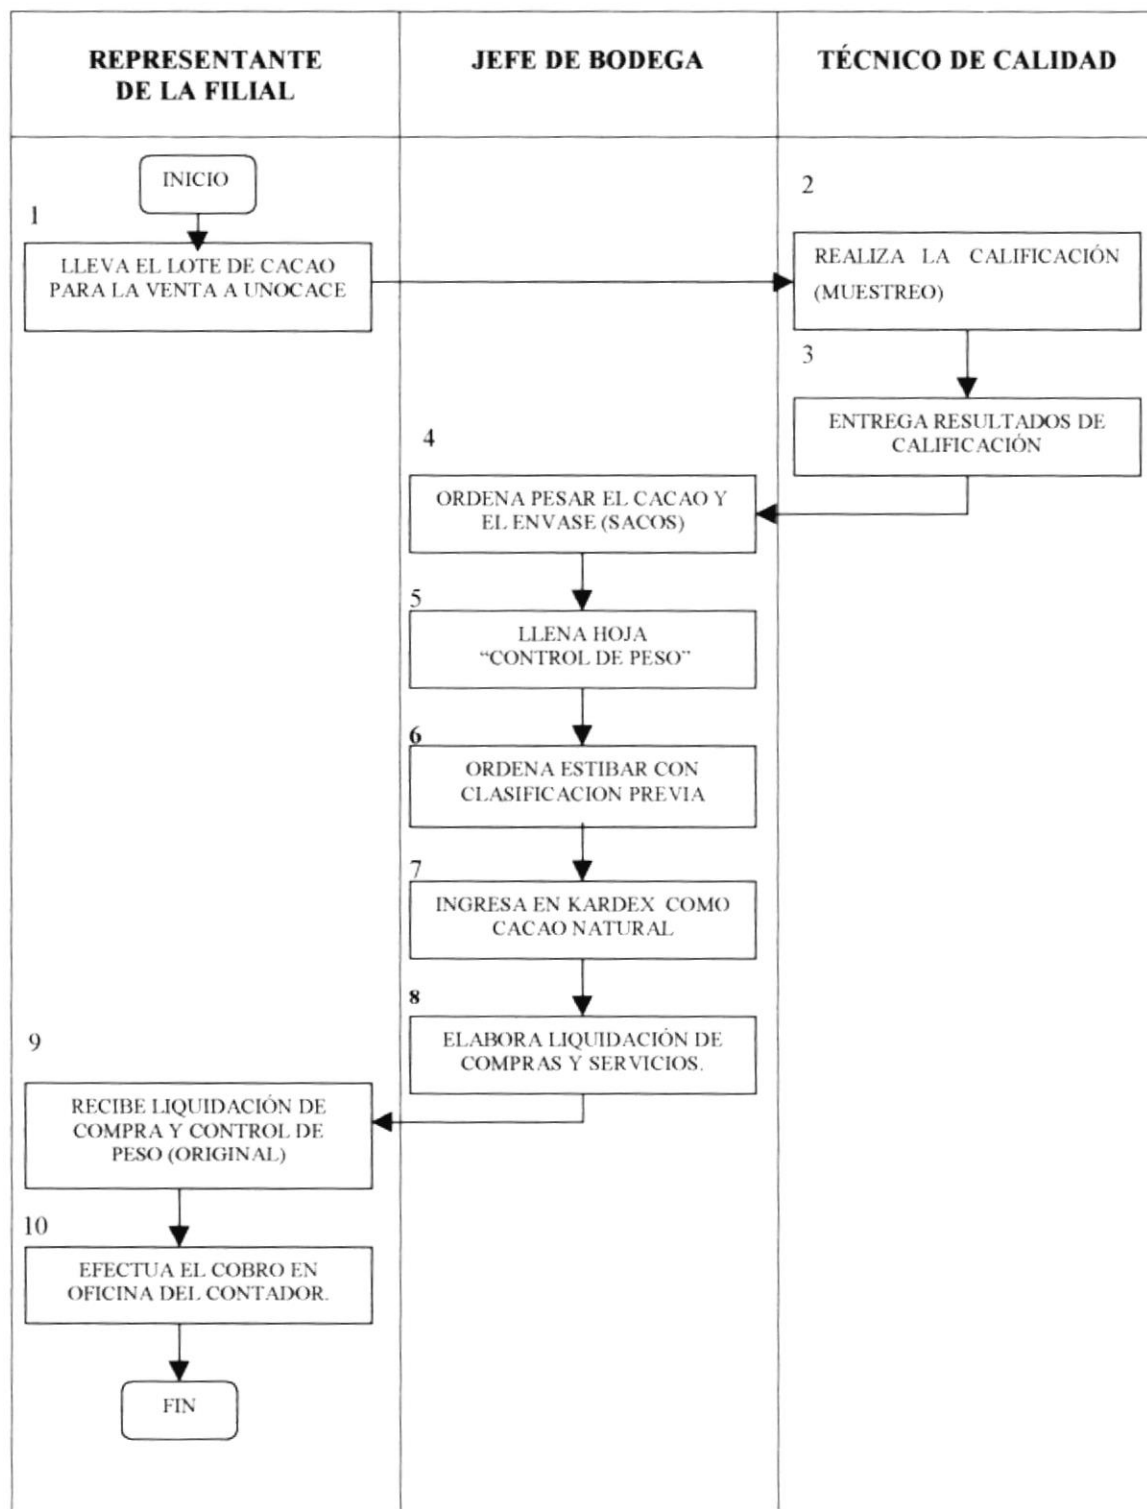 REPRESENTANTE
DE LA FILIAL
JEFE DE BODEGA
TÉCNICO DE CALIDAD
INICIO
1
LLEVA EL LOTE DE CACAO
PARA LA VENTA A UNOCACE
2
REALIZA LA CALIFICACIÓN
(MUESTREO)
3
ENTREGA RESULTADOS DE
CALIFICACIÓN
4
ORDENA PESAR EL CACAO Y
EL ENVASE (SACOS)
5
LLENA HOJA
“CONTROL DE PESO”
6
ORDENA ESTIBAR CON
CLASIFICACION PREVIA
7
INGRESA EN KARDEX COMO
CACAO NATURAL
8
ELABORA LIQUIDACIÓN DE
COMPRAS Y SERVICIOS.
9
RECIBE LIQUIDACIÓN DE
COMPRA Y CONTROL DE
PESO (ORIGINAL)
10
EFECTUA EL COBRO EN
OFICINA DEL CONTADOR.
FIN